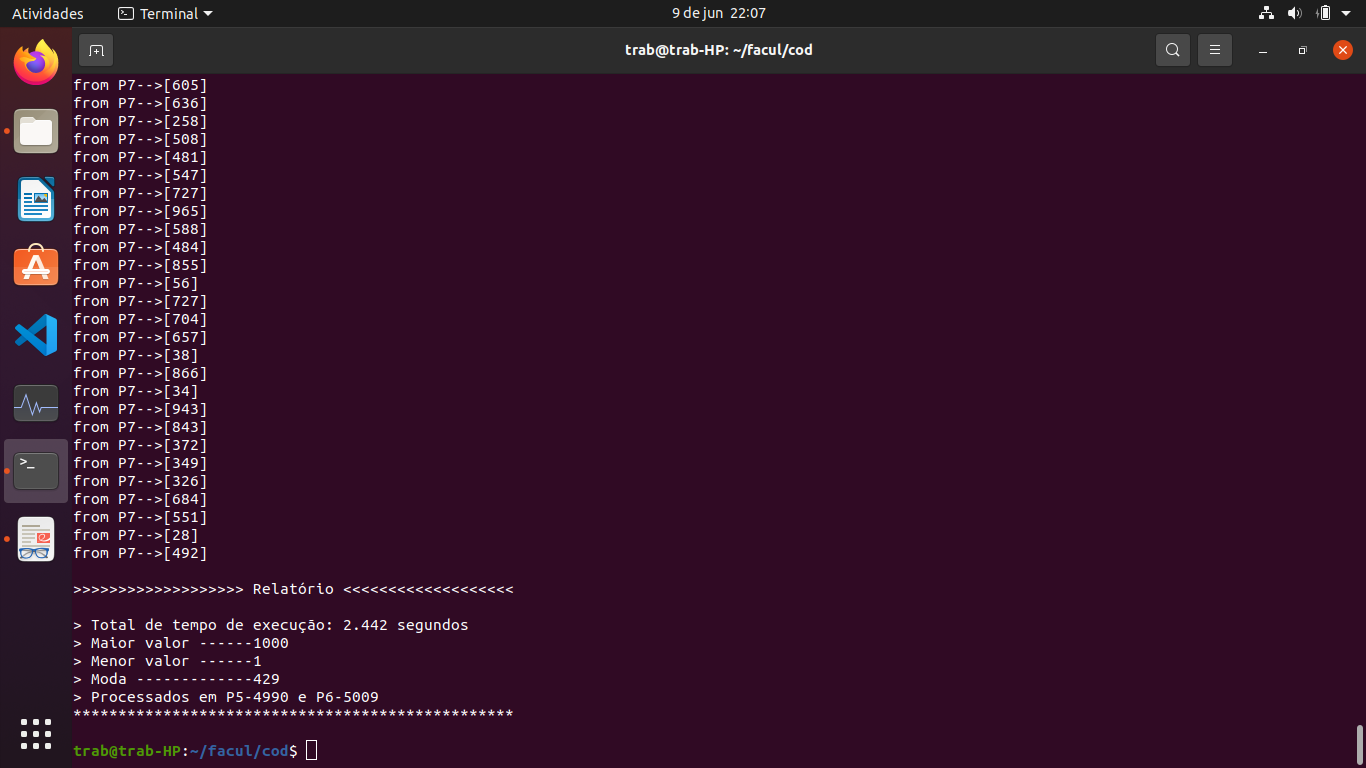 Atividades
Terminal
9 de jun 22:07
trab@trab-HP: ~/facul/cod
from P7-->[605]
from P7-->[636]
from P7-->[258]
from P7-->[508]
from P7-->[481]
from P7-->[547]
from P7-->[727]
from P7-->[965]
from P7-->[588]
from P7-->[484]
from P7-->[855]
from P7-->[56]
from P7-->[727]
from P7-->[704]
from P7-->[657]
from P7-->[38]
from P7-->[866]
from P7-->[34]
from P7-->[943]
from P7-->[843]
from P7-->[372]
from P7-->[349]
from P7-->[326]
from P7-->[684]
from P7-->[551]
from P7-->[28]
from P7-->[492]
>>>>>>>>>>>>>>>>>>> Relatório <<<<<<<<<<<<<<<<<<<
> Total de tempo de execução: 2.442 segundos
> Maior valor ------1000
> Menor valor ------1
> Moda -------------429
> Processados em P5-4990 e P6-5009
*************************************************
trab@trab-HP:~/facul/cod$